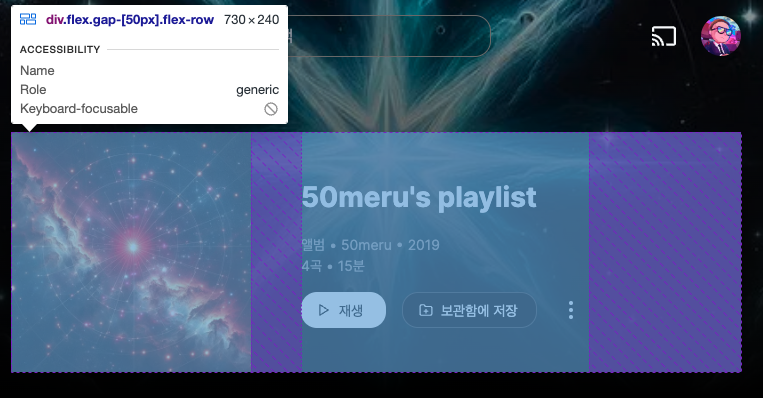 div.flex.gap-[50px].flex-row 730 × 240
ACCESSIBILITY
Name
Role generic
Keyboard-focusable
50meru's playlist
앨범 • 50meru • 2019
4곡 • 15분
재생 보관함에 저장